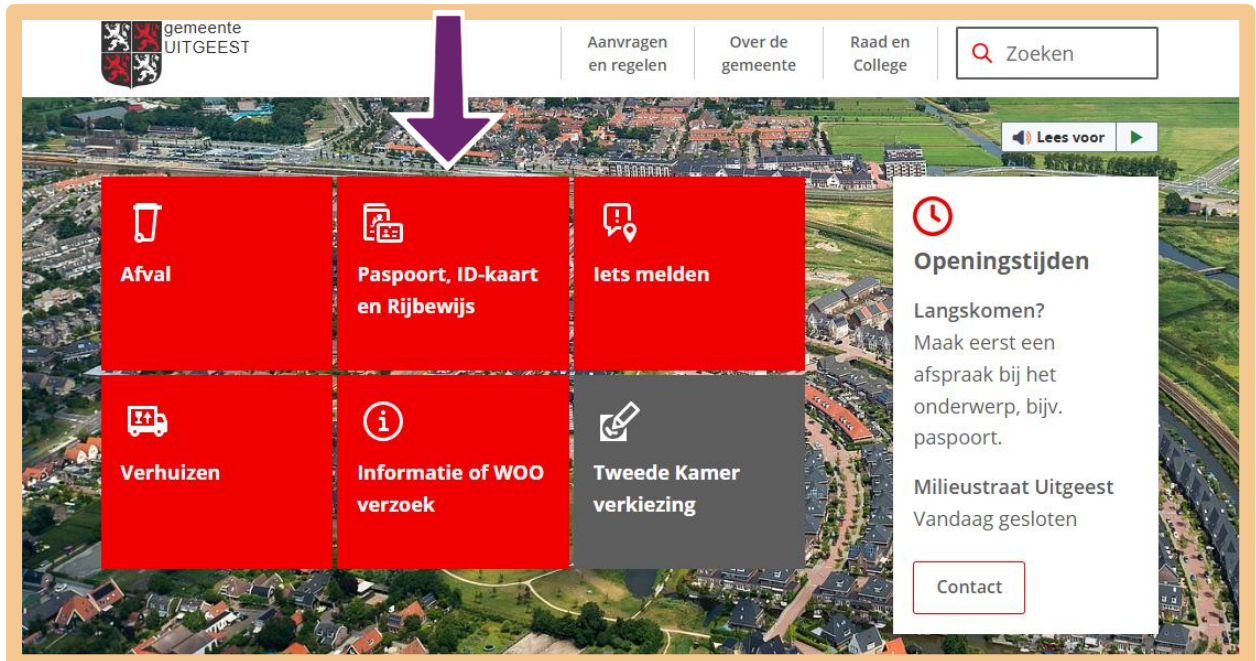 gemeente
UITGEEST
Aanvragen
en regelen
Over de
gemeente
Raad en
College
Zoeken
Lees voor
Afval
Paspoort, ID-kaart
en Rijbewijs
Iets melden
Verhuizen
Informatie of WOO
verzoek
Tweede Kamer
verkiezing
Openingstijden
Langskomen?
Maak eerst een
afspraak bij het
onderwerp, bijv.
paspoort.
Milieustraat Uitgeest
Vandaag gesloten
Contact